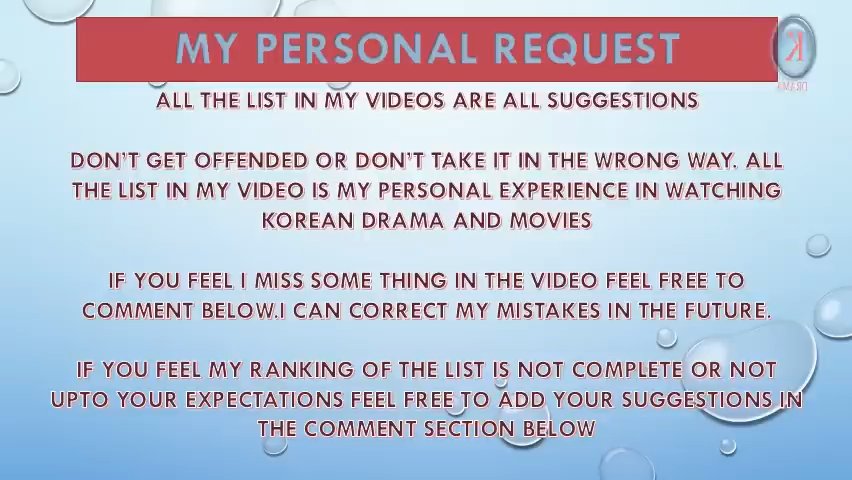 MY PERSONAL REQUEST
K
DRAMA
ALL THE LIST IN MY VIDEOS ARE ALL SUGGESTIONS
DON'T GET OFFENDED OR DON'T TAKE IT IN THE WRONG WAY. ALL
THE LIST IN MY VIDEO IS MY PERSONAL EXPERIENCE IN WATCHING
KOREAN DRAMA AND MOVIES
IF YOU FEEL I MISS SOME THING IN THE VIDEO FEEL FREE TO
COMMENT BELOW.I CAN CORRECT MY MISTAKES IN THE FUTURE.
IF YOU FEEL MY RANKING OF THE LIST IS NOT COMPLETE OR NOT
UPTO YOUR EXPECTATIONS FEEL FREE TO ADD YOUR SUGGESTIONS IN
THE COMMENT SECTION BELOW